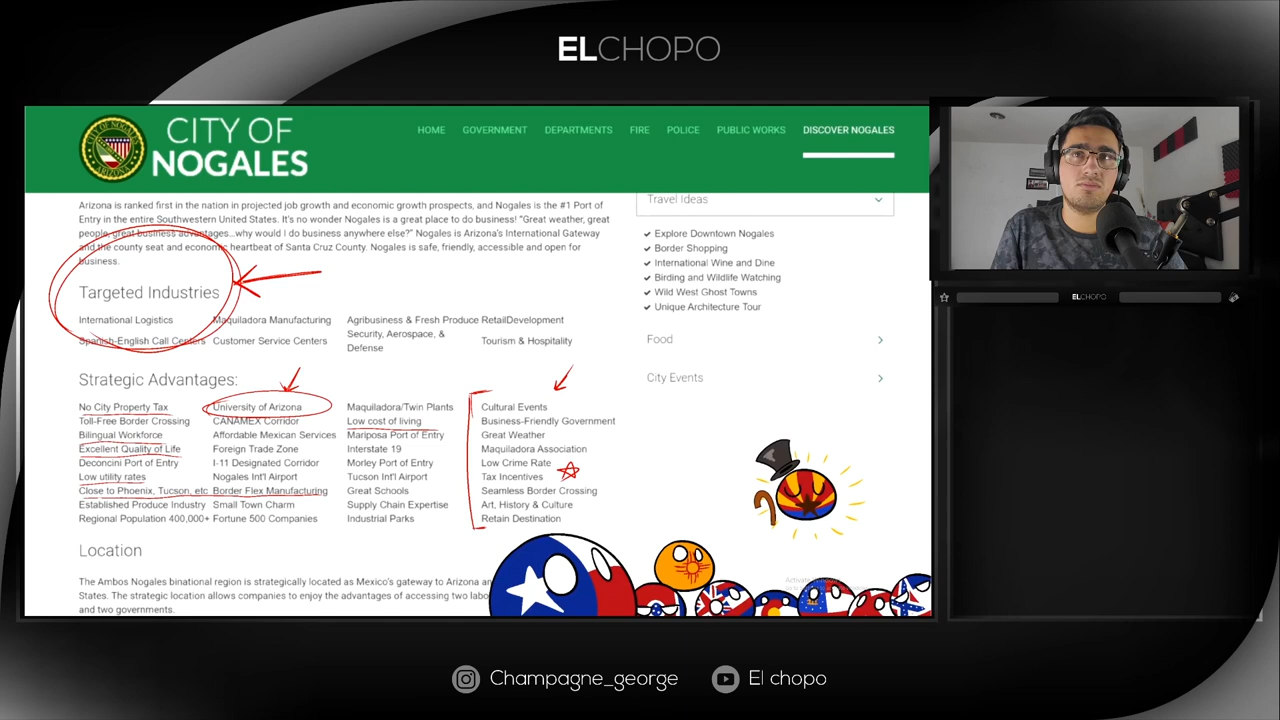 ELCHOPO
CITY OF
NOGALES
HOME GOVERNMENT DEPARTMENTS FIRE POLICE PUBLIC WORKS DISCOVER NOGALES
Arizona is ranked first in the nation in projected job growth and economic growth prospects, and Nogales is the #1 Port of
Entry in the entire Southwestern United States. It's no wonder Nogales is a great place to do business! "Great weather, great
people, great business advantages...why would I do business anywhere else?" Nogales is Arizona's International Gateway
and the county seat and economic heartbeat of Santa Cruz County. Nogales is safe, friendly, accessible and open for
business.
Targeted Industries
International Logistics Maquiladora Manufacturing Agribusiness & Fresh Produce RetailDevelopment
Spanish-English Call Centers Customer Service Centers Security, Aerospace, & Defense Tourism & Hospitality
Strategic Advantages:
No City Property Tax University of Arizona Maquiladora/Twin Plants Cultural Events
Toll-Free Border Crossing CANAMEX Corridor Low cost of living Business-Friendly Government
Bilingual Workforce Affordable Mexican Services Mariposa Port of Entry Great Weather
Excellent Quality of Life Foreign Trade Zone Interstate 19 Maquiladora Association
Deconcini Port of Entry I-11 Designated Corridor Morley Port of Entry Low Crime Rate
Low utility rates Nogales Int'l Airport Tucson Int'l Airport Tax Incentives
Close to Phoenix, Tucson, etc Border Flex Manufacturing Great Schools Seamless Border Crossing
Established Produce Industry Small Town Charm Supply Chain Expertise Art, History & Culture
Regional Population 400,000+ Fortune 500 Companies Industrial Parks Retain Destination
Location
The Ambos Nogales binational region is strategically located as Mexico's gateway to Arizona an
States. The strategic location allows companies to enjoy the advantages of accessing two labo
and two governments.
Travel Ideas
Explore Downtown Nogales
Border Shopping
International Wine and Dine
Birding and Wildlife Watching
Wild West Ghost Towns
Unique Architecture Tour
Food
City Events
ELCHOPO
Champagne_george El chopo